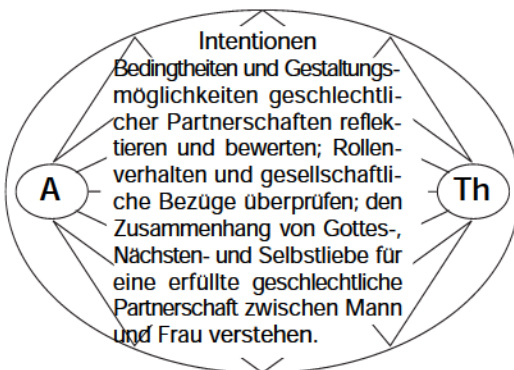 Intentionen
Bedingtheiten und Gestaltungs-
möglichkeiten geschlechtli-
cher Partnerschaften reflek-
tieren und bewerten; Rollen-
verhalten und gesellschaftli-
che Bezüge überprüfen; den
Zusammenhang von Gottes-,
Nächsten- und Selbstliebe für
eine erfüllte geschlechtliche
Partnerschaft zwischen Mann
und Frau verstehen.
A
Th